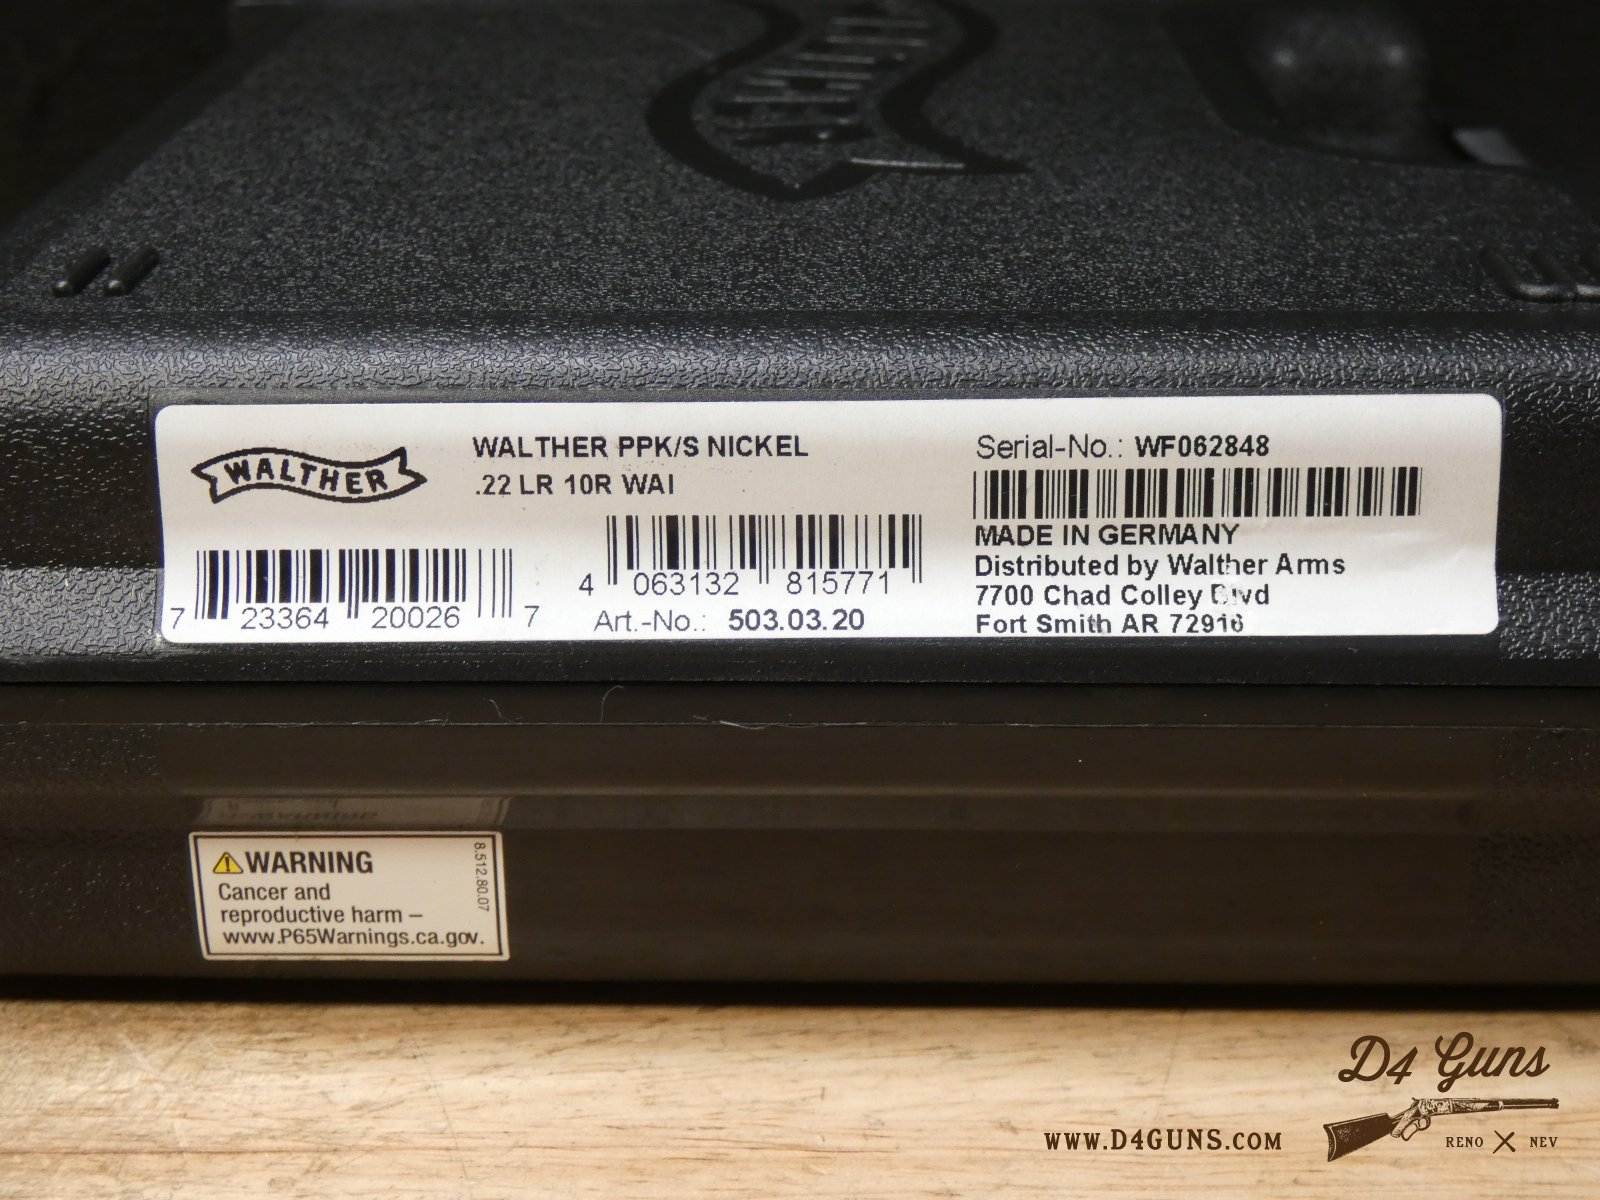 WALTHER
WALTHER
WALTHER PPK/S NICKEL
.22 LR 10R WAI
7 23364 20026 7
4 063132 815771
Art.-No.: 503.03.20
Serial-No.: WF062848
MADE IN GERMANY
Distributed by Walther Arms
7700 Chad Colley Blvd
Fort Smith AR 72916
WARNING
Cancer and
reproductive harm –
www.P65Warnings.ca.gov.
8.512.80.07
D4 Guns
WWW.D4GUNS.COM
RENO NEV